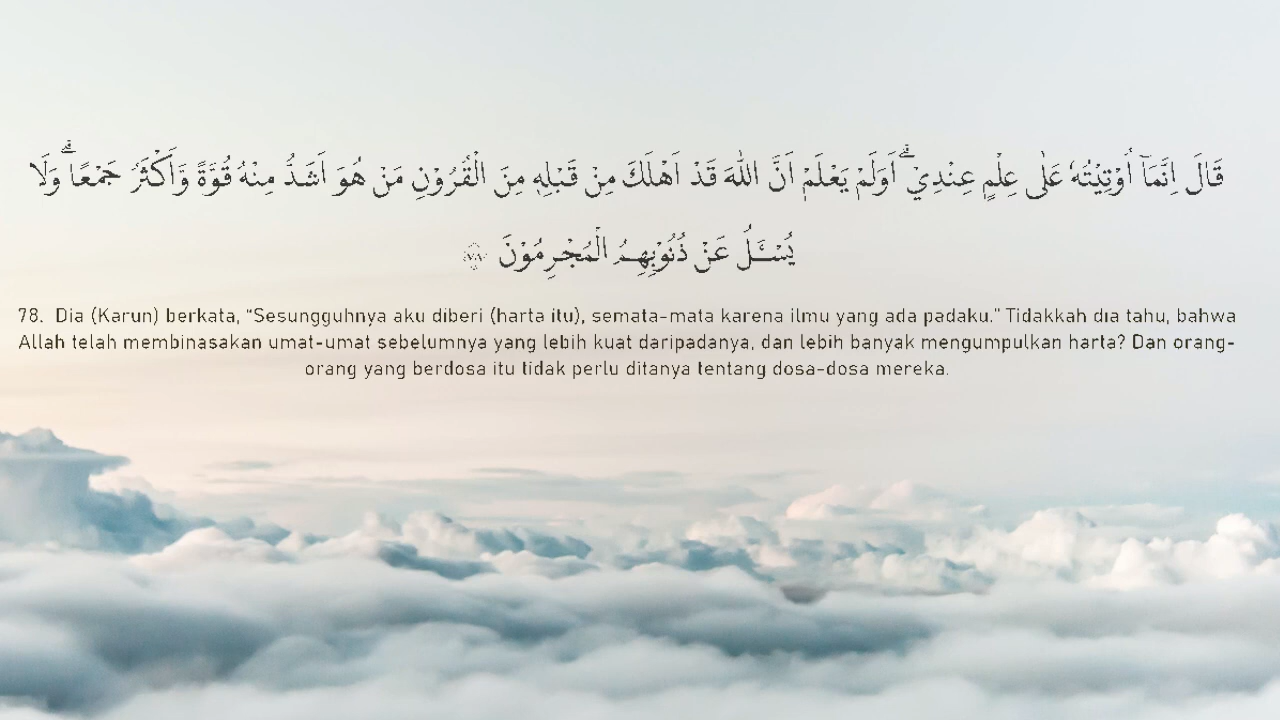 قَالَ اِنَّمَآ اُوْتِيْتُهٗ عَلٰى عِلْمٍ عِنْدِيْۗ اَوَلَمْ يَعْلَمْ اَنَّ اللّٰهَ قَدْ اَهْلَكَ مِنْ قَبْلِهٖ مِنَ الْقُرُوْنِ مَنْ هُوَ اَشَدُّ مِنْهُ قُوَّةً وَّاَكْثَرُ جَمْعًاۗ وَلَا
يُسْـَٔلُ عَنْ ذُنُوْبِهِمُ الْمُجْرِمُوْنَ ۝٧٨
78. Dia (Karun) berkata, “Sesungguhnya aku diberi (harta itu), semata-mata karena ilmu yang ada padaku.” Tidakkah dia tahu, bahwa
Allah telah membinasakan umat-umat sebelumnya yang lebih kuat daripadanya, dan lebih banyak mengumpulkan harta? Dan orang-
orang yang berdosa itu tidak perlu ditanya tentang dosa-dosa mereka.